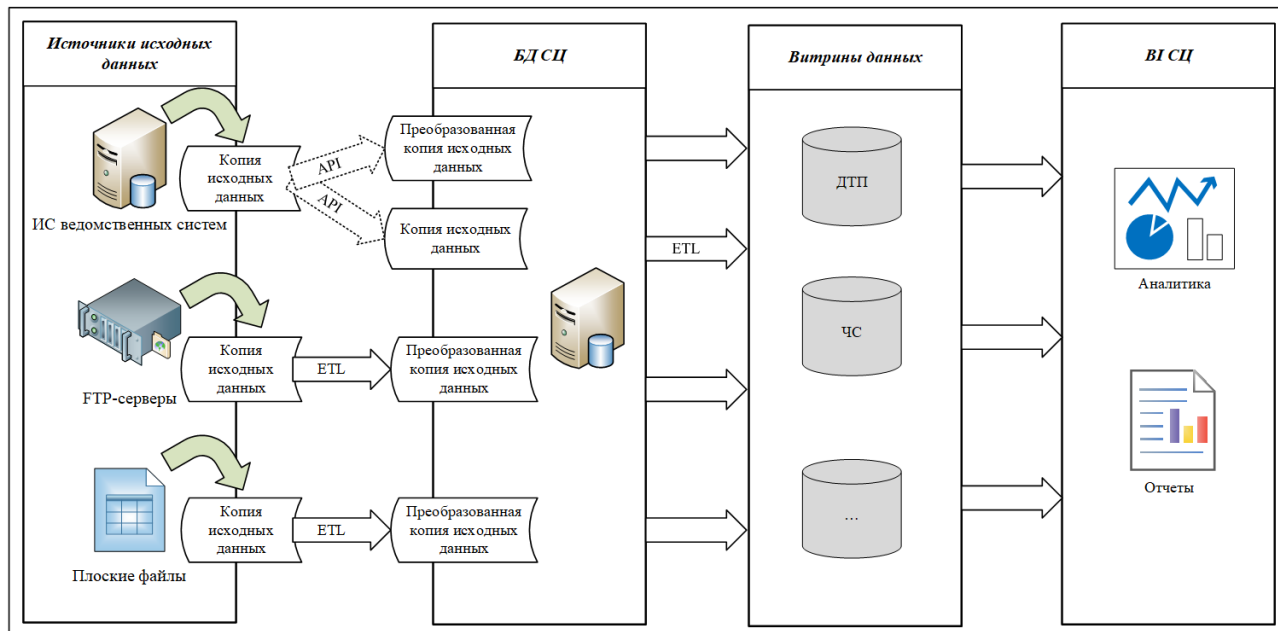 Источники исходных
данных
БД СЦ
Витрины данных
BI СЦ
Копия
исходных
данных
API
API
Преобразованная
копия исходных
данных
Копия исходных
данных
ИС ведомственных систем
ETL
ДТП
Аналитика
FTP-серверы
Копия
исходных
данных
ETL
Преобразованная
копия исходных
данных
ЧС
Отчеты
Плоские файлы
Копия
исходных
данных
ETL
Преобразованная
копия исходных
данных
...